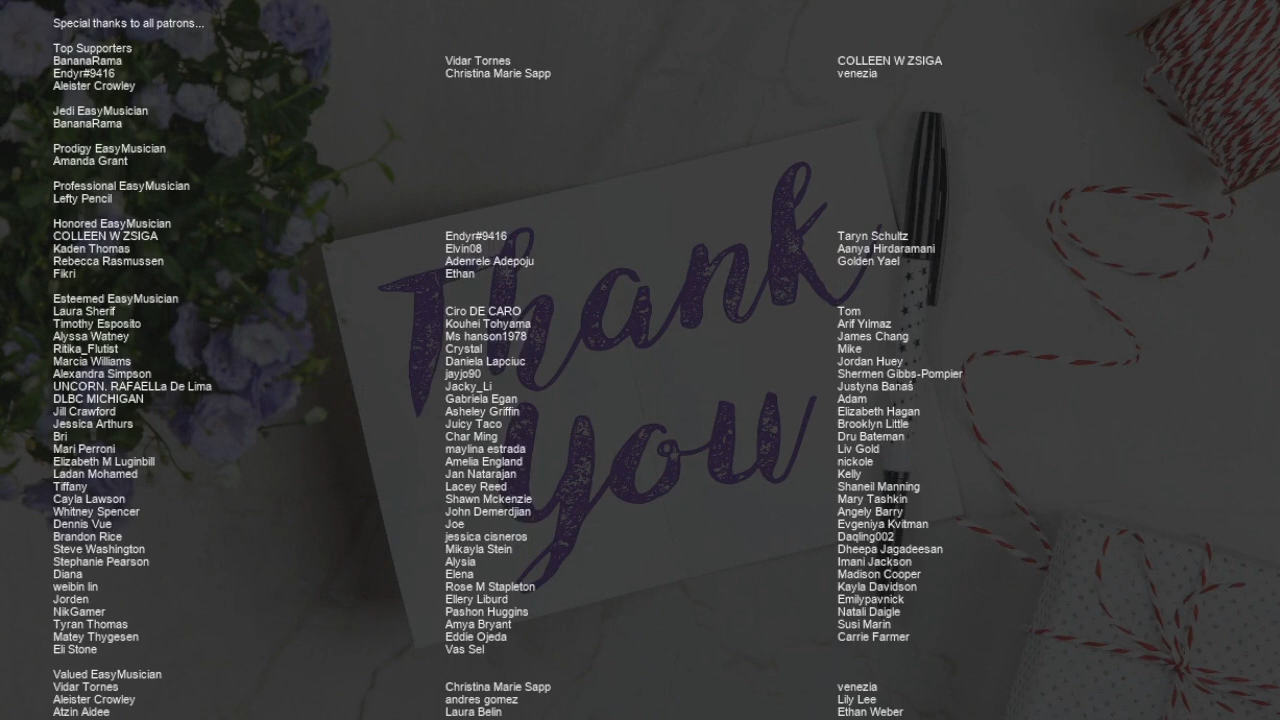 Special thanks to all patrons...
Top Supporters
BananaRama Vidar Tornes COLLEEN W ZSIGA
Endyr#9416 Christina Marie Sapp venezia
Aleister Crowley
Jedi EasyMusician
BananaRama
Prodigy EasyMusician
Amanda Grant
Professional EasyMusician
Lefty Pencil
Honored EasyMusician
COLLEEN W ZSIGA Endyr#9416 Taryn Schultz
Kaden Thomas Elvin08 Aanya Hirdaramani
Rebecca Rasmussen Adenrele Adepoju Golden Yael
Fikri Ethan
Esteemed EasyMusician
Laura Sherif Ciro DE CARO Tom
Timothy Esposito Kouhei Tohyama Arif Yılmaz
Alyssa Watney Ms hanson1978 James Chang
Ritika_Flutist Crystal Mike
Marcia Williams Daniela Lapciuc Jordan Huey
Alexandra Simpson jayjo90 Shermen Gibbs-Pompier
UNCORN. RAFAELLa De Lima Jacky_Li Justyna Banaś
DLBC MICHIGAN Gabriela Egan Adam
Jill Crawford Asheley Griffin Elizabeth Hagan
Jessica Arthurs Juicy Taco Brooklyn Little
Bri Char Ming Dru Bateman
Mari Perroni maylina estrada Liv Gold
Elizabeth M Luginbill Amelia England nickole
Ladan Mohamed Jan Natarajan Kelly
Tiffany Lacey Reed Shaneil Manning
Cayla Lawson Shawn Mckenzie Mary Tashkin
Whitney Spencer John Demerdjian Angely Barry
Dennis Vue Joe Evgeniya Kvitman
Brandon Rice jessica cisneros Daqling002
Steve Washington Mikayla Stein Dheepa Jagadeesan
Stephanie Pearson Alysia Imani Jackson
Diana Elena Madison Cooper
weibin lin Rose M Stapleton Kayla Davidson
Jorden Ellery Liburd Emilypavnick
NikGamer Pashon Huggins Natali Daigle
Tyran Thomas Amya Bryant Susi Marin
Matey Thygesen Eddie Ojeda Carrie Farmer
Eli Stone Vas Sel
Valued EasyMusician
Vidar Tornes Christina Marie Sapp venezia
Aleister Crowley andres gomez Lily Lee
Atzin Aidee Laura Belin Ethan Weber
Thank
you